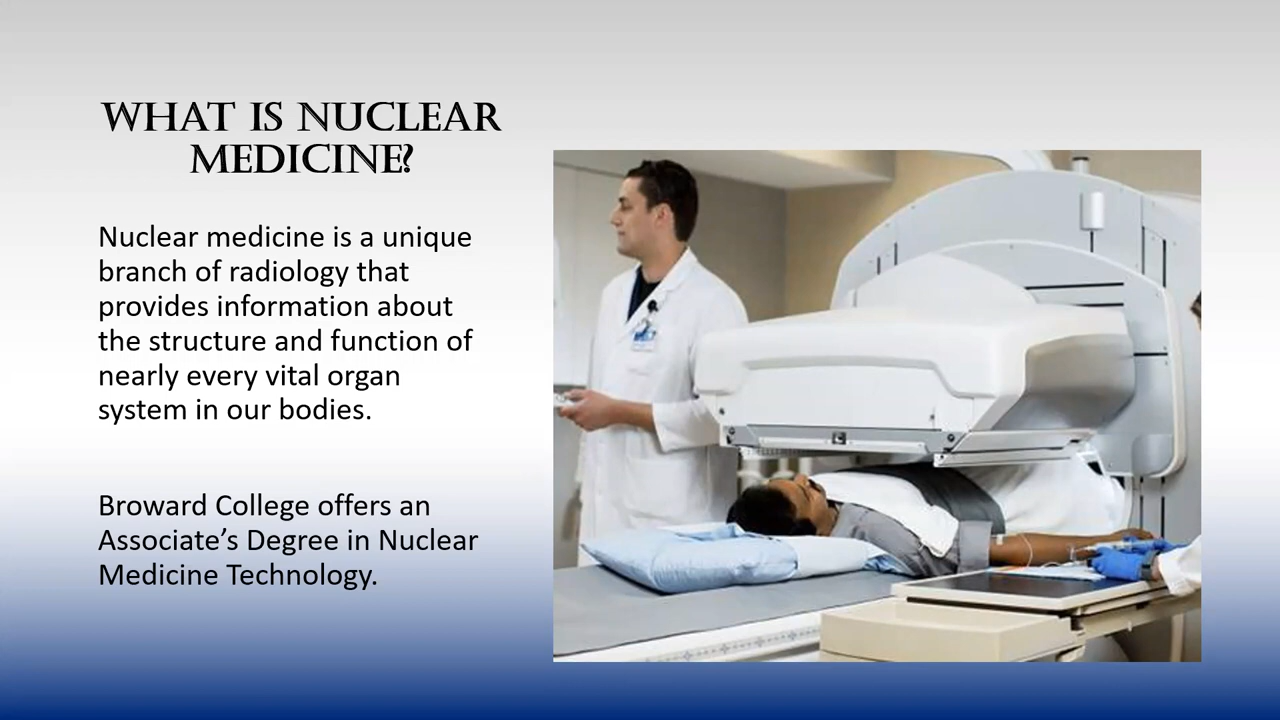 WHAT IS NUCLEAR
MEDICINE?
Nuclear medicine is a unique
branch of radiology that
provides information about
the structure and function of
nearly every vital organ
system in our bodies.
Broward College offers an
Associate’s Degree in Nuclear
Medicine Technology.